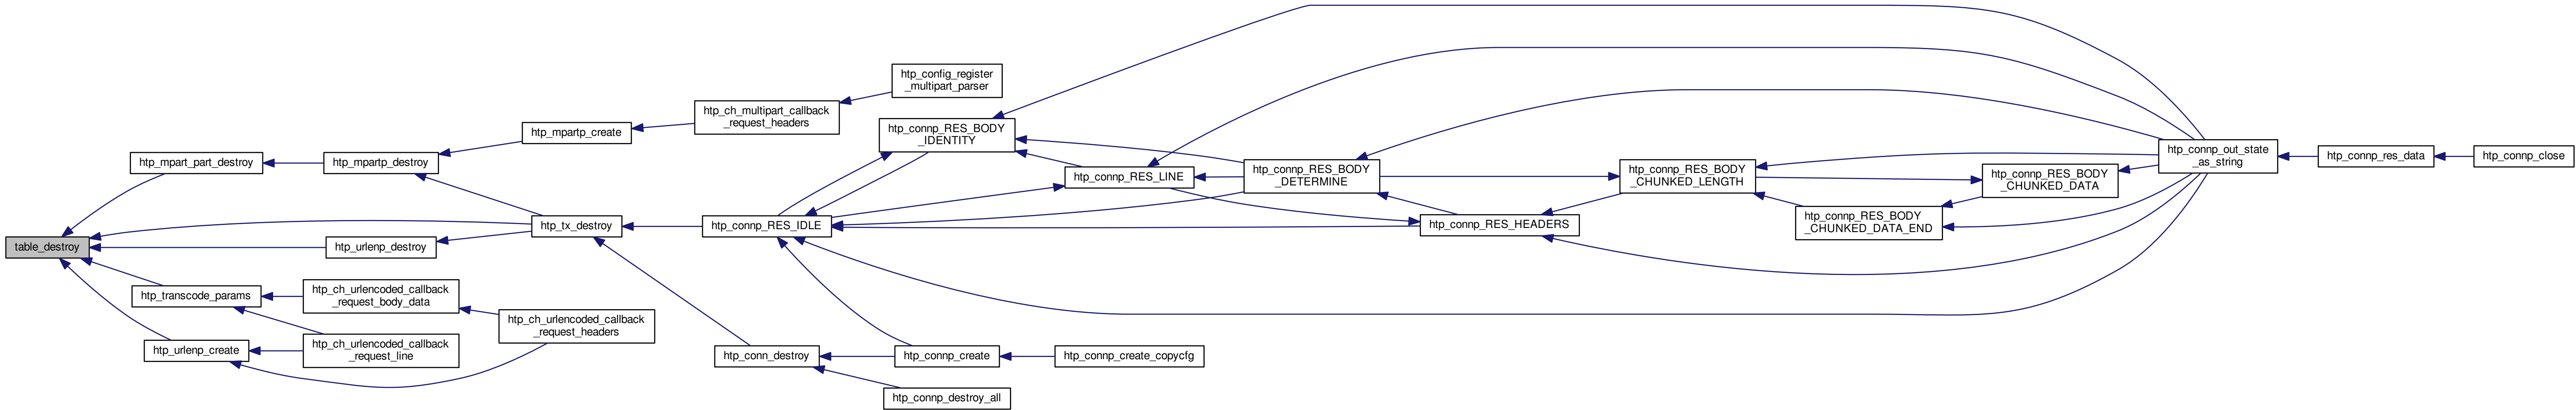 table_destroy
htp_mpart_part_destroy
htp_urlenp_destroy
htp_transcode_params
htp_urlenp_create
htp_mpartp_destroy
htp_ch_urlencoded_callback
_request_body_data
htp_ch_urlencoded_callback
_request_line
htp_mpartp_create
htp_tx_destroy
htp_ch_urlencoded_callback
_request_headers
htp_ch_multipart_callback
_request_headers
htp_connp_RES_IDLE
htp_conn_destroy
htp_config_register
_multipart_parser
htp_connp_RES_BODY
_IDENTITY
htp_connp_create
htp_connp_destroy_all
htp_connp_RES_LINE
htp_connp_create_copycfg
htp_connp_RES_BODY
_DETERMINE
htp_connp_RES_HEADERS
htp_connp_RES_BODY
_CHUNKED_LENGTH
htp_connp_RES_BODY
_CHUNKED_DATA_END
htp_connp_RES_BODY
_CHUNKED_DATA
htp_connp_out_state
_as_string
htp_connp_res_data
htp_connp_close